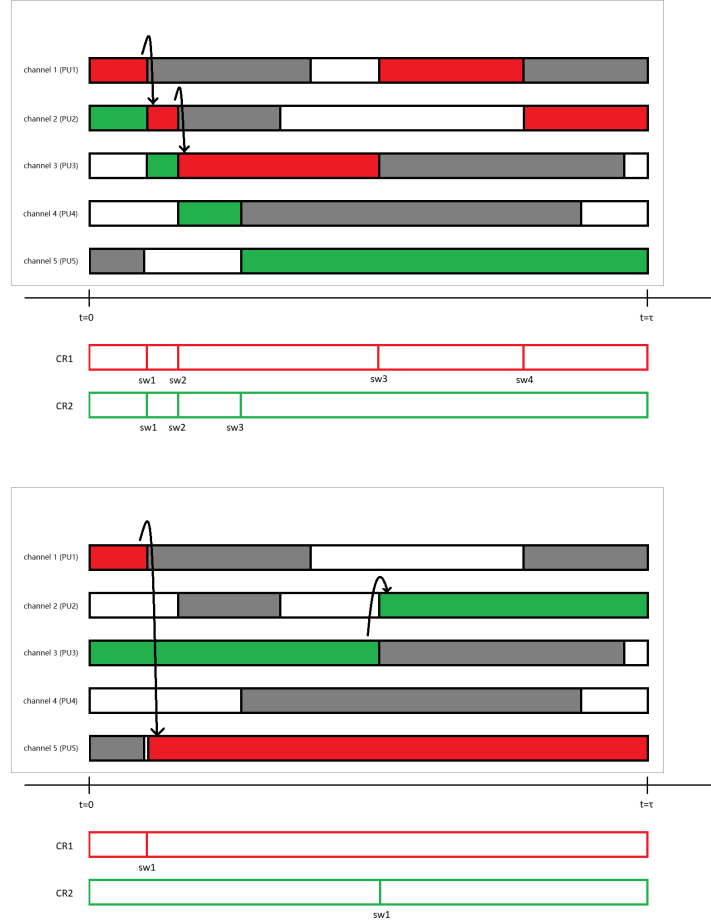 channel 1 (PU1)
channel 2 (PU2)
channel 3 (PU3)
channel 4 (PU4)
channel 5 (PU5)
t=0 t=τ
CR1
sw1 sw2 sw3 sw4
CR2
sw1 sw2 sw3
channel 1 (PU1)
channel 2 (PU2)
channel 3 (PU3)
channel 4 (PU4)
channel 5 (PU5)
t=0 t=τ
CR1
sw1
CR2
sw1